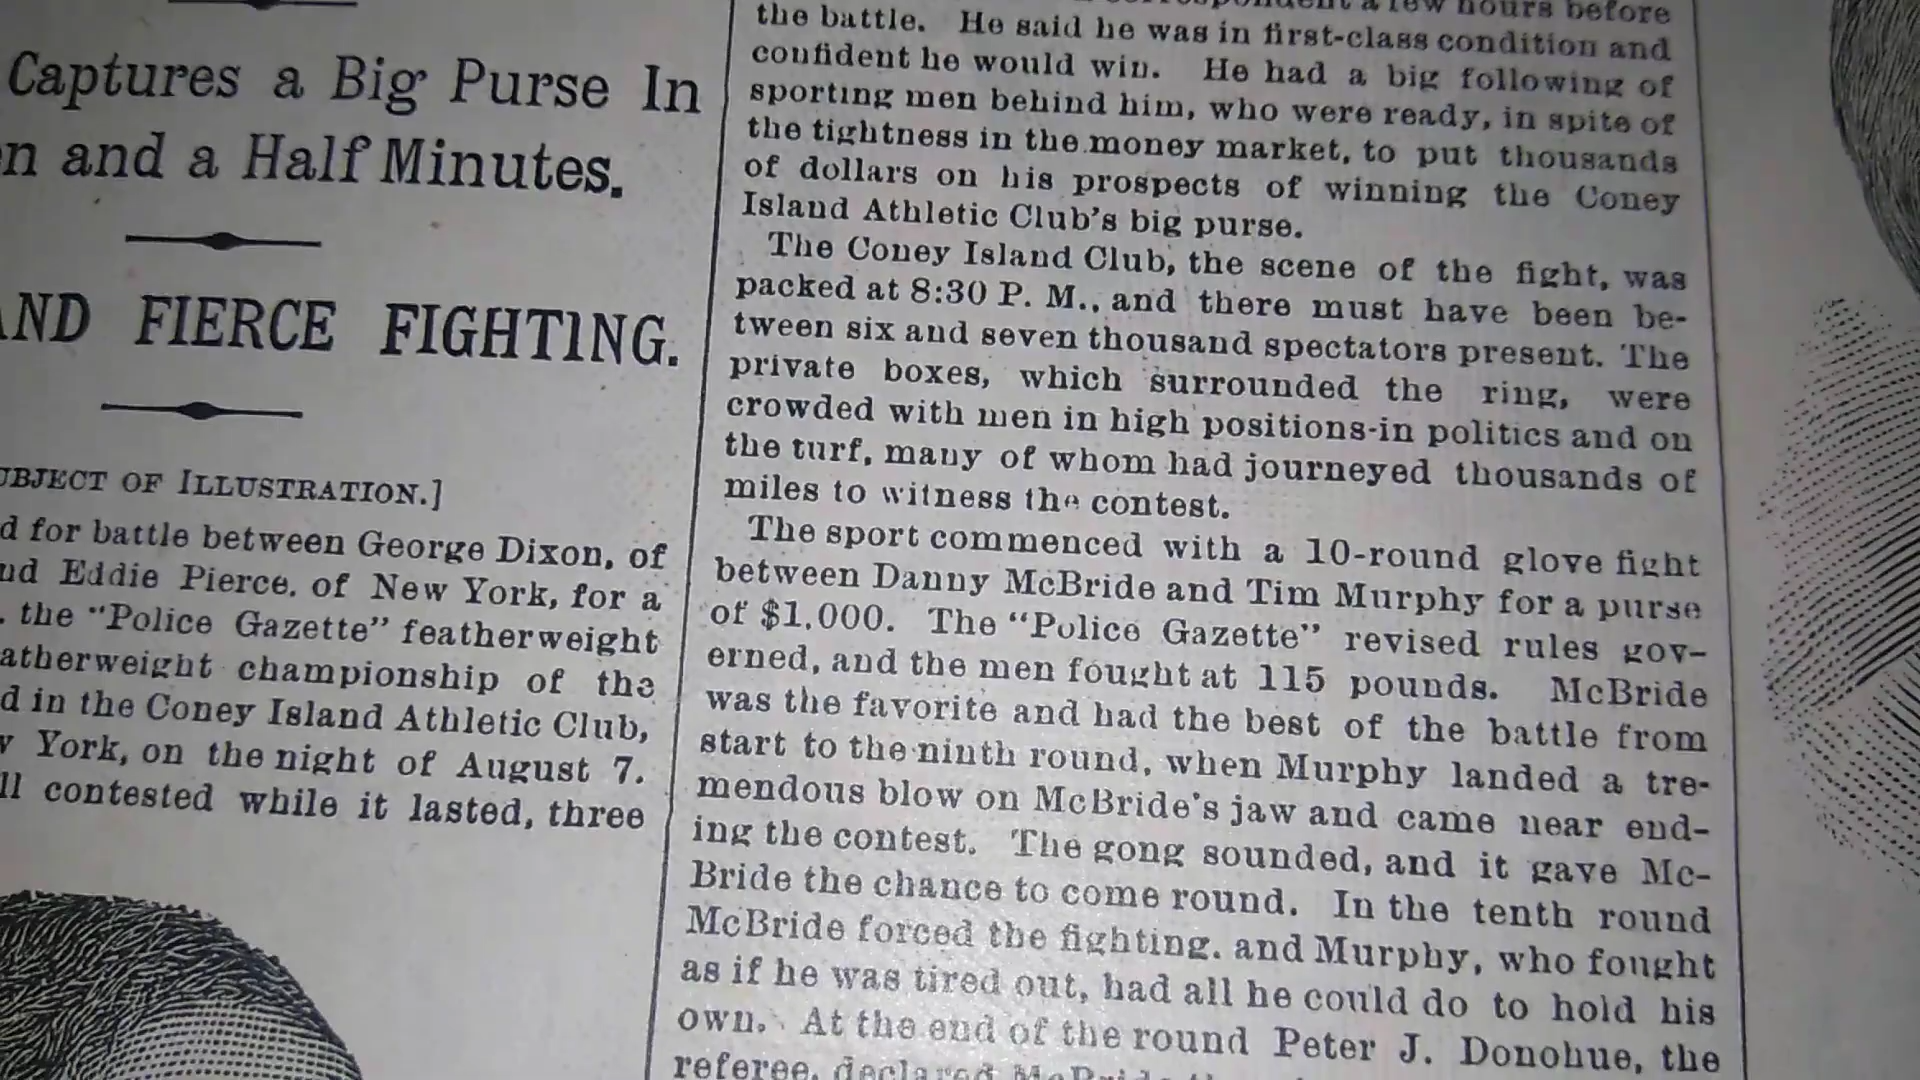 Captures a Big Purse In
and a Half Minutes.
AND FIERCE FIGHTING.
SUBJECT OF ILLUSTRATION.]
for battle between George Dixon, of
Eddie Pierce, of New York, for a
the "Police Gazette" featherweight
championship of the
in the Coney Island Athletic Club,
York, on the night of August 7.
contested while it lasted, three
a few hours before
the battle. He said he was in first-class condition and
confident he would win. He had a big following of
sporting men behind him, who were ready, in spite of
the tightness in the money market, to put thousands
of dollars on his prospects of winning the Coney
Island Athletic Club's big purse.
The Coney Island Club, the scene of the fight, was
packed at 8:30 P. M., and there must have been be-
tween six and seven thousand spectators present. The
private boxes, which surrounded the ring, were
crowded with men in high positions in politics and on
the turf, many of whom had journeyed thousands of
miles to witness the contest.
The sport commenced with a 10-round glove fight
between Danny McBride and Tim Murphy for a purse
of $1,000. The "Police Gazette" revised rules gov-
erned, and the men fought at 115 pounds. McBride
was the favorite and had the best of the battle from
start to the ninth round, when Murphy landed a tre-
mendous blow on McBride's jaw and came near end-
ing the contest. The gong sounded, and it gave Mc-
Bride the chance to come round. In the tenth round
McBride forced the fighting, and Murphy, who fought
as if he was tired out, had all he could do to hold his
own. At the end of the round Peter J. Donohue, the
referee, declared McBride